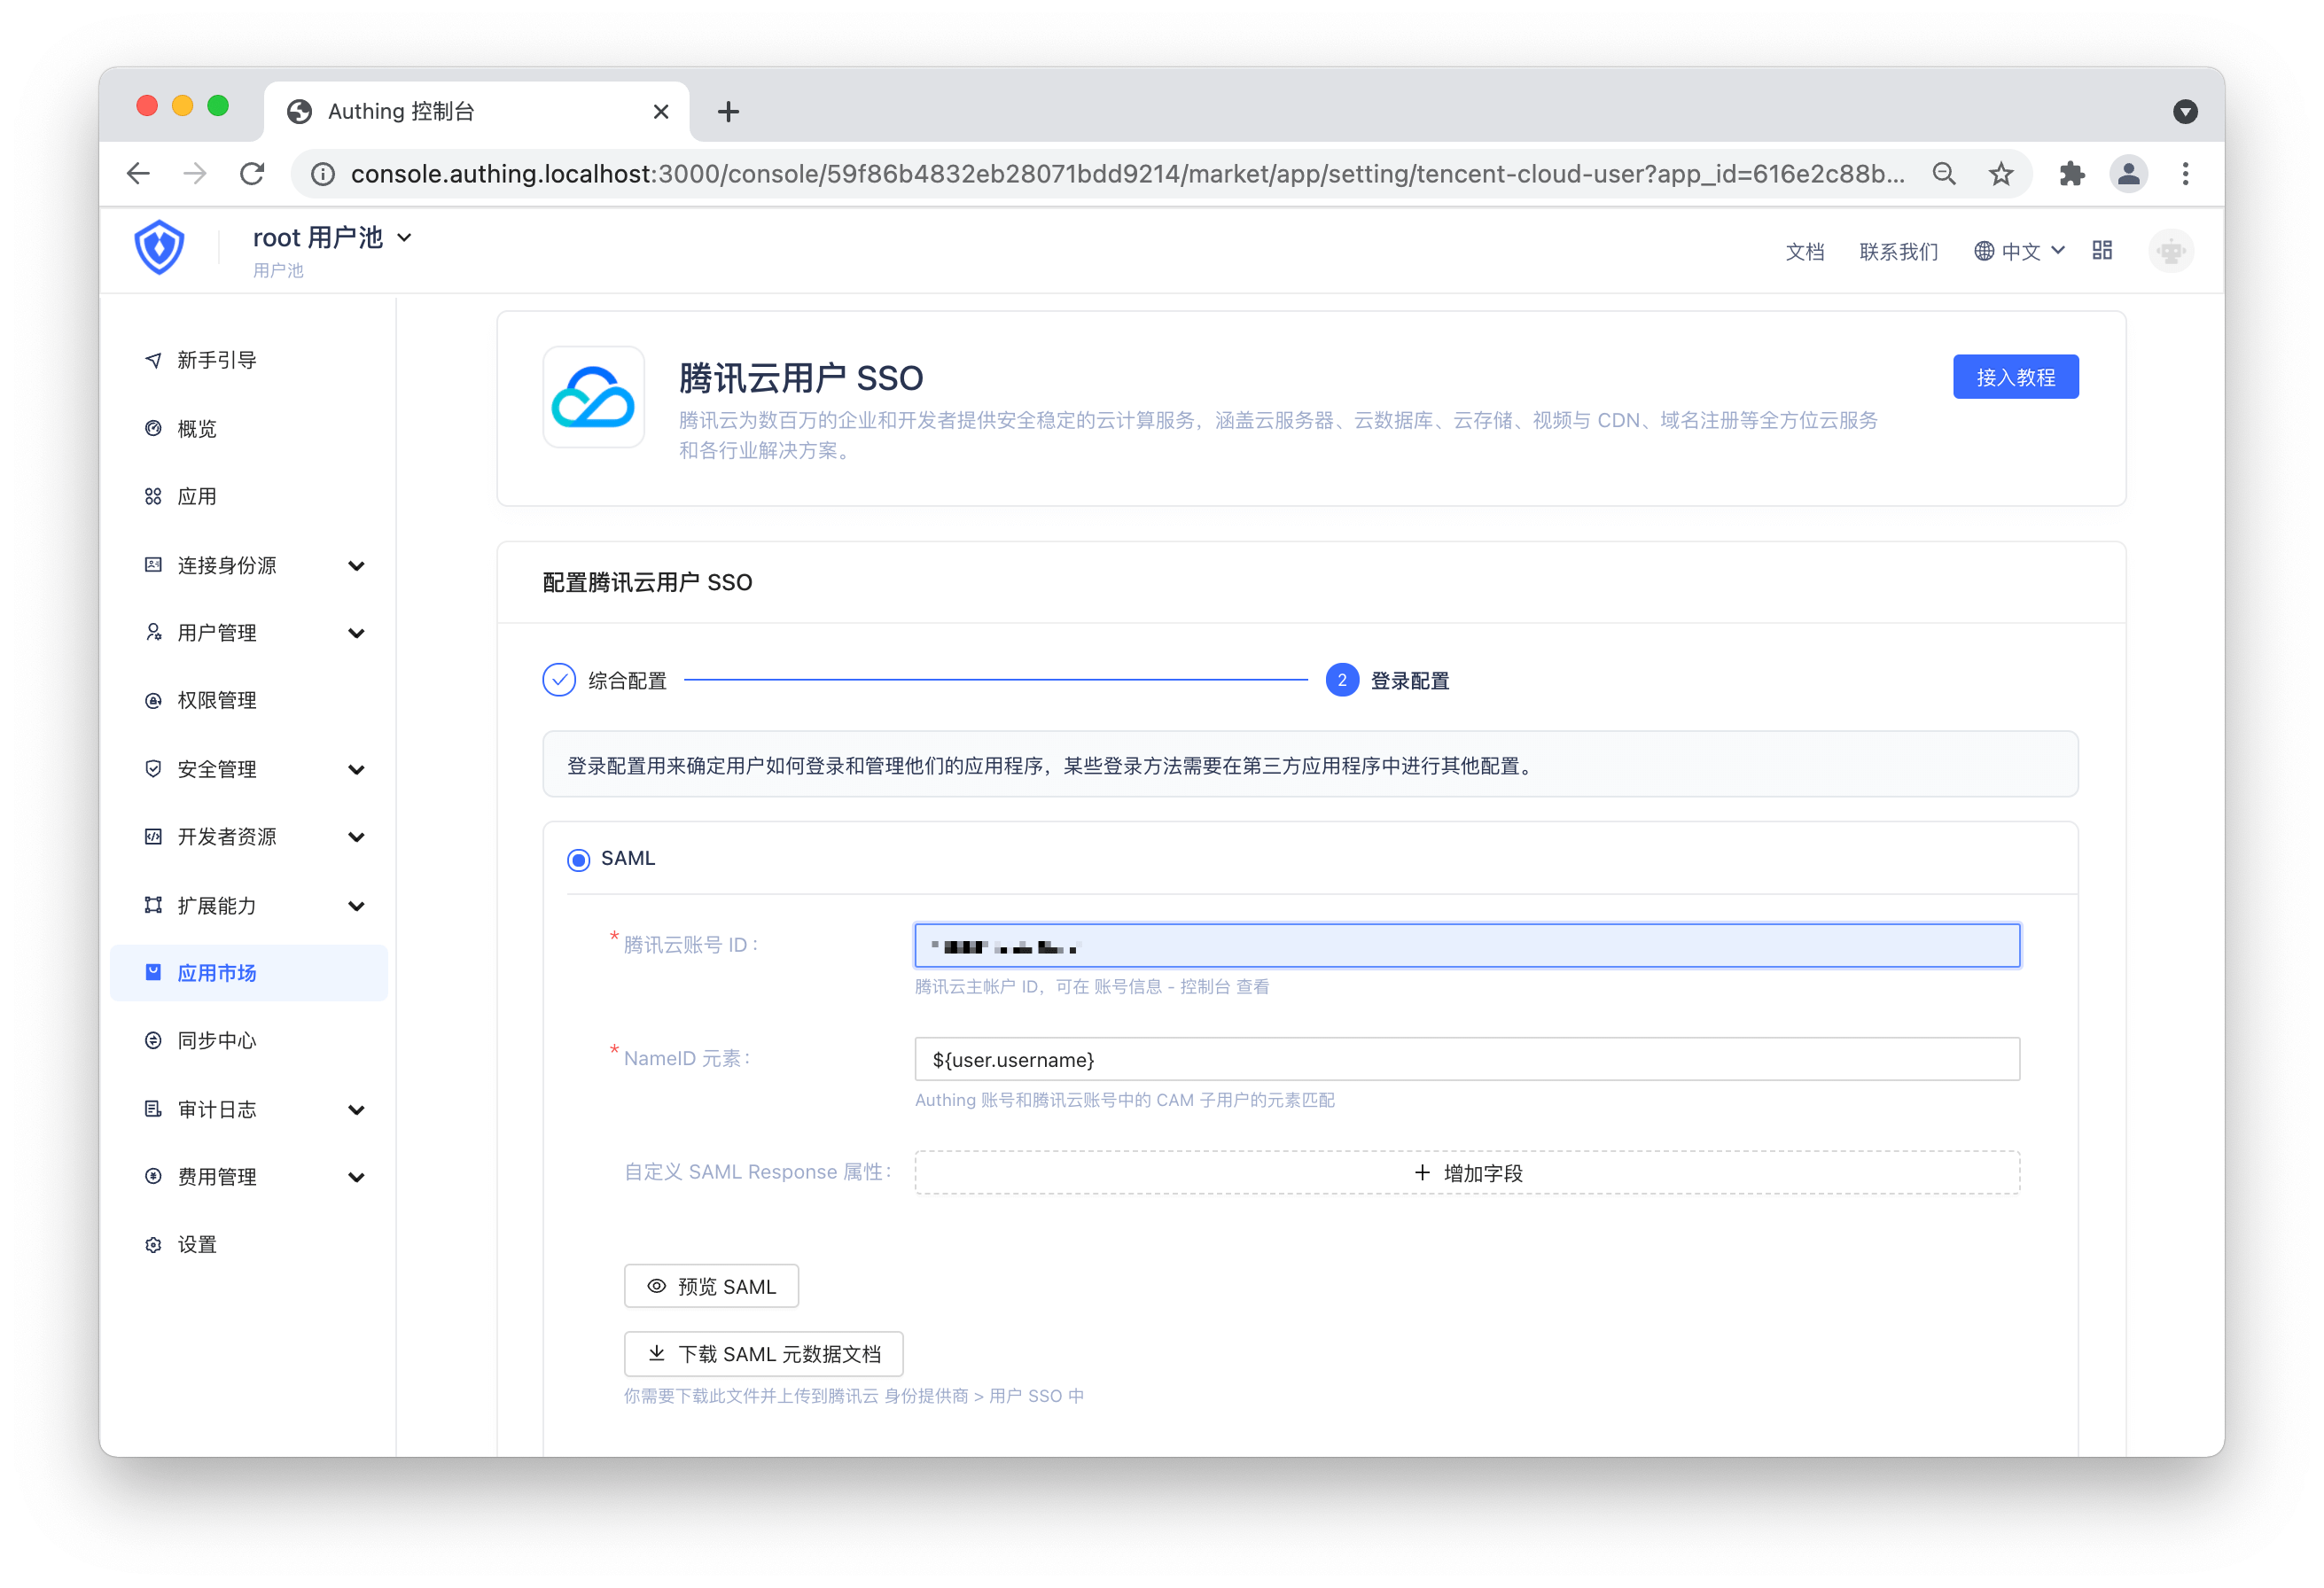 Authing 控制台
console.authing.localhost:3000/console/59f86b4832eb28071bdd9214/market/app/setting/tencent-cloud-user?app_id=616e2c88b...
root 用户池
用户池
文档
联系我们
中文
新手引导
概览
应用
连接身份源
用户管理
权限管理
安全管理
开发者资源
扩展能力
应用市场
同步中心
审计日志
费用管理
设置
腾讯云用户 SSO
接入教程
腾讯云为数百万的企业和开发者提供安全稳定的云计算服务，涵盖云服务器、云数据库、云存储、视频与 CDN、域名注册等全方位云服务
和各行业解决方案。
配置腾讯云用户 SSO
综合配置
2 登录配置
登录配置用来确定用户如何登录和管理他们的应用程序，某些登录方法需要在第三方应用程序中进行其他配置。
SAML
* 腾讯云账号 ID：
腾讯云主帐户 ID，可在 账号信息 - 控制台 查看
* NameID 元素：
${user.username}
Authing 账号和腾讯云账号中的 CAM 子用户的元素匹配
自定义 SAML Response 属性：
+ 增加字段
预览 SAML
下载 SAML 元数据文档
你需要下载此文件并上传到腾讯云 身份提供商 > 用户 SSO 中